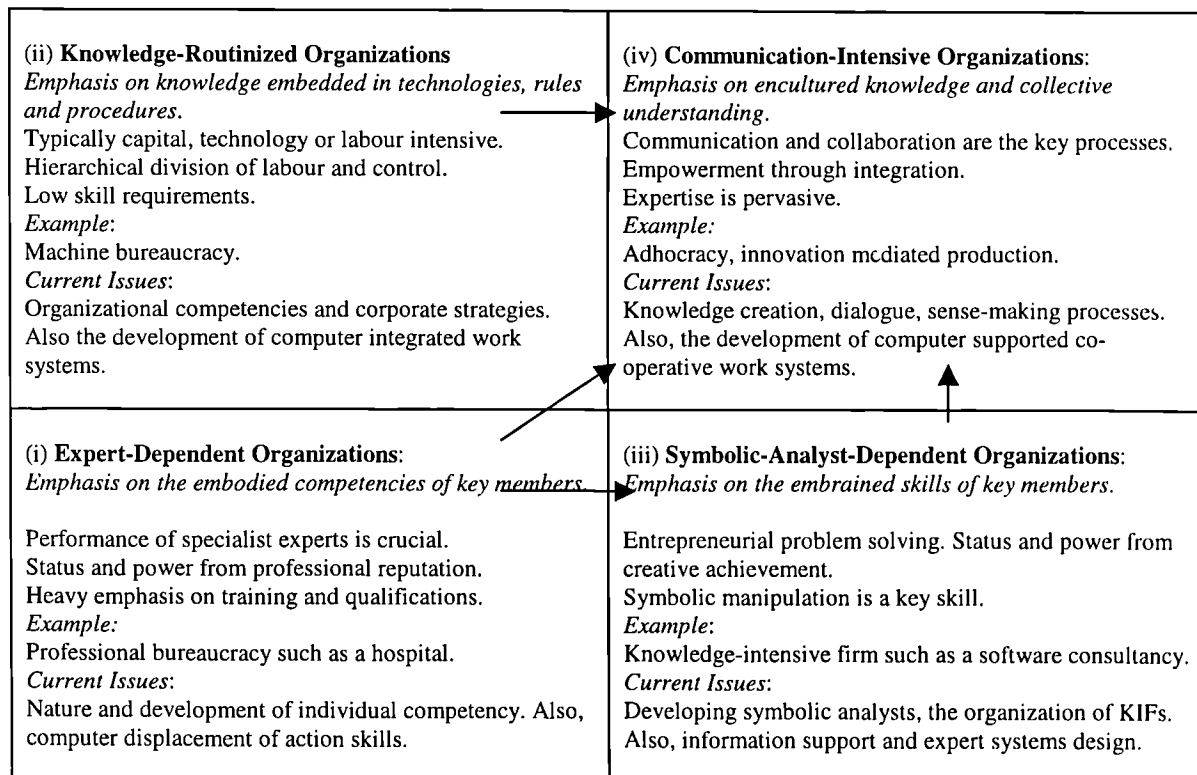 (ii) Knowledge-Routinized Organizations
Emphasis on knowledge embedded in technologies, rules
and procedures.
Typically capital, technology or labour intensive.
Hierarchical division of labour and control.
Low skill requirements.
Example:
Machine bureaucracy.
Current Issues:
Organizational competencies and corporate strategies.
Also the development of computer integrated work
systems.
(iv) Communication-Intensive Organizations:
Emphasis on encultured knowledge and collective
understanding.
Communication and collaboration are the key processes.
Empowerment through integration.
Expertise is pervasive.
Example:
Adhocracy, innovation mediated production.
Current Issues:
Knowledge creation, dialogue, sense-making processes.
Also, the development of computer supported co-
operative work systems.
(i) Expert-Dependent Organizations:
Emphasis on the embodied competencies of key members.
Performance of specialist experts is crucial.
Status and power from professional reputation.
Heavy emphasis on training and qualifications.
Example:
Professional bureaucracy such as a hospital.
Current Issues:
Nature and development of individual competency. Also,
computer displacement of action skills.
(iii) Symbolic-Analyst-Dependent Organizations:
Emphasis on the embrained skills of key members.
Entrepreneurial problem solving. Status and power from
creative achievement.
Symbolic manipulation is a key skill.
Example:
Knowledge-intensive firm such as a software consultancy.
Current Issues:
Developing symbolic analysts, the organization of KIFs.
Also, information support and expert systems design.